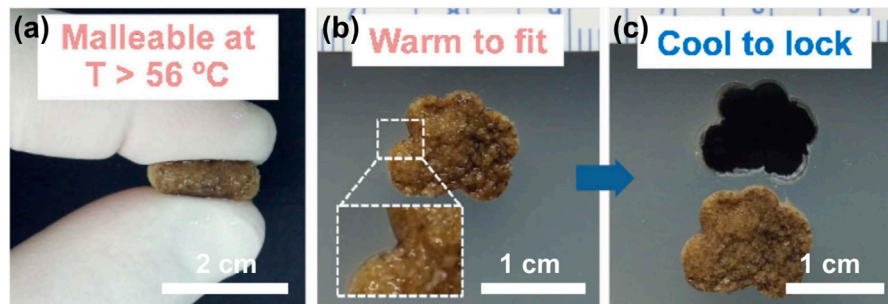 (a)
Malleable at
T > 56 ºC
2 cm
(b)
Warm to fit
1 cm
(c)
Cool to lock
1 cm